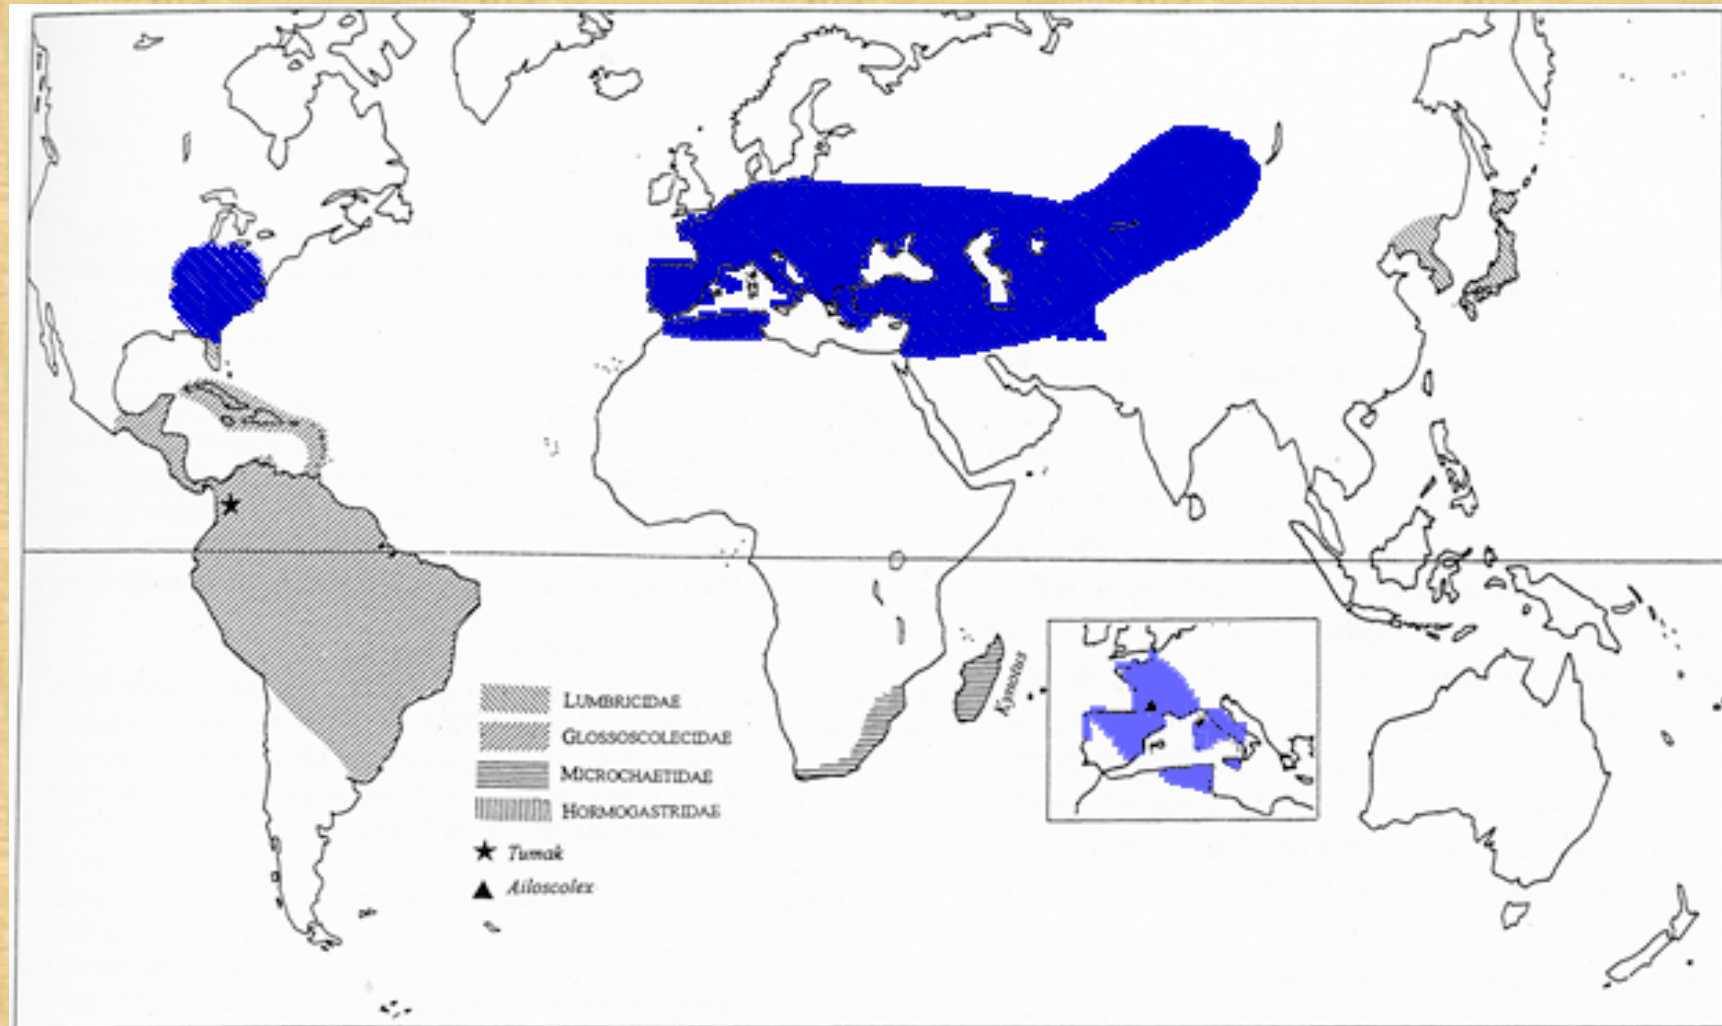 Kynotus
LUMBRICIDAE
GLOSSOSCOLECIDAE
MICROCHAETIDAE
HORMOGASTRIDAE
Tumak
Ailoscolex